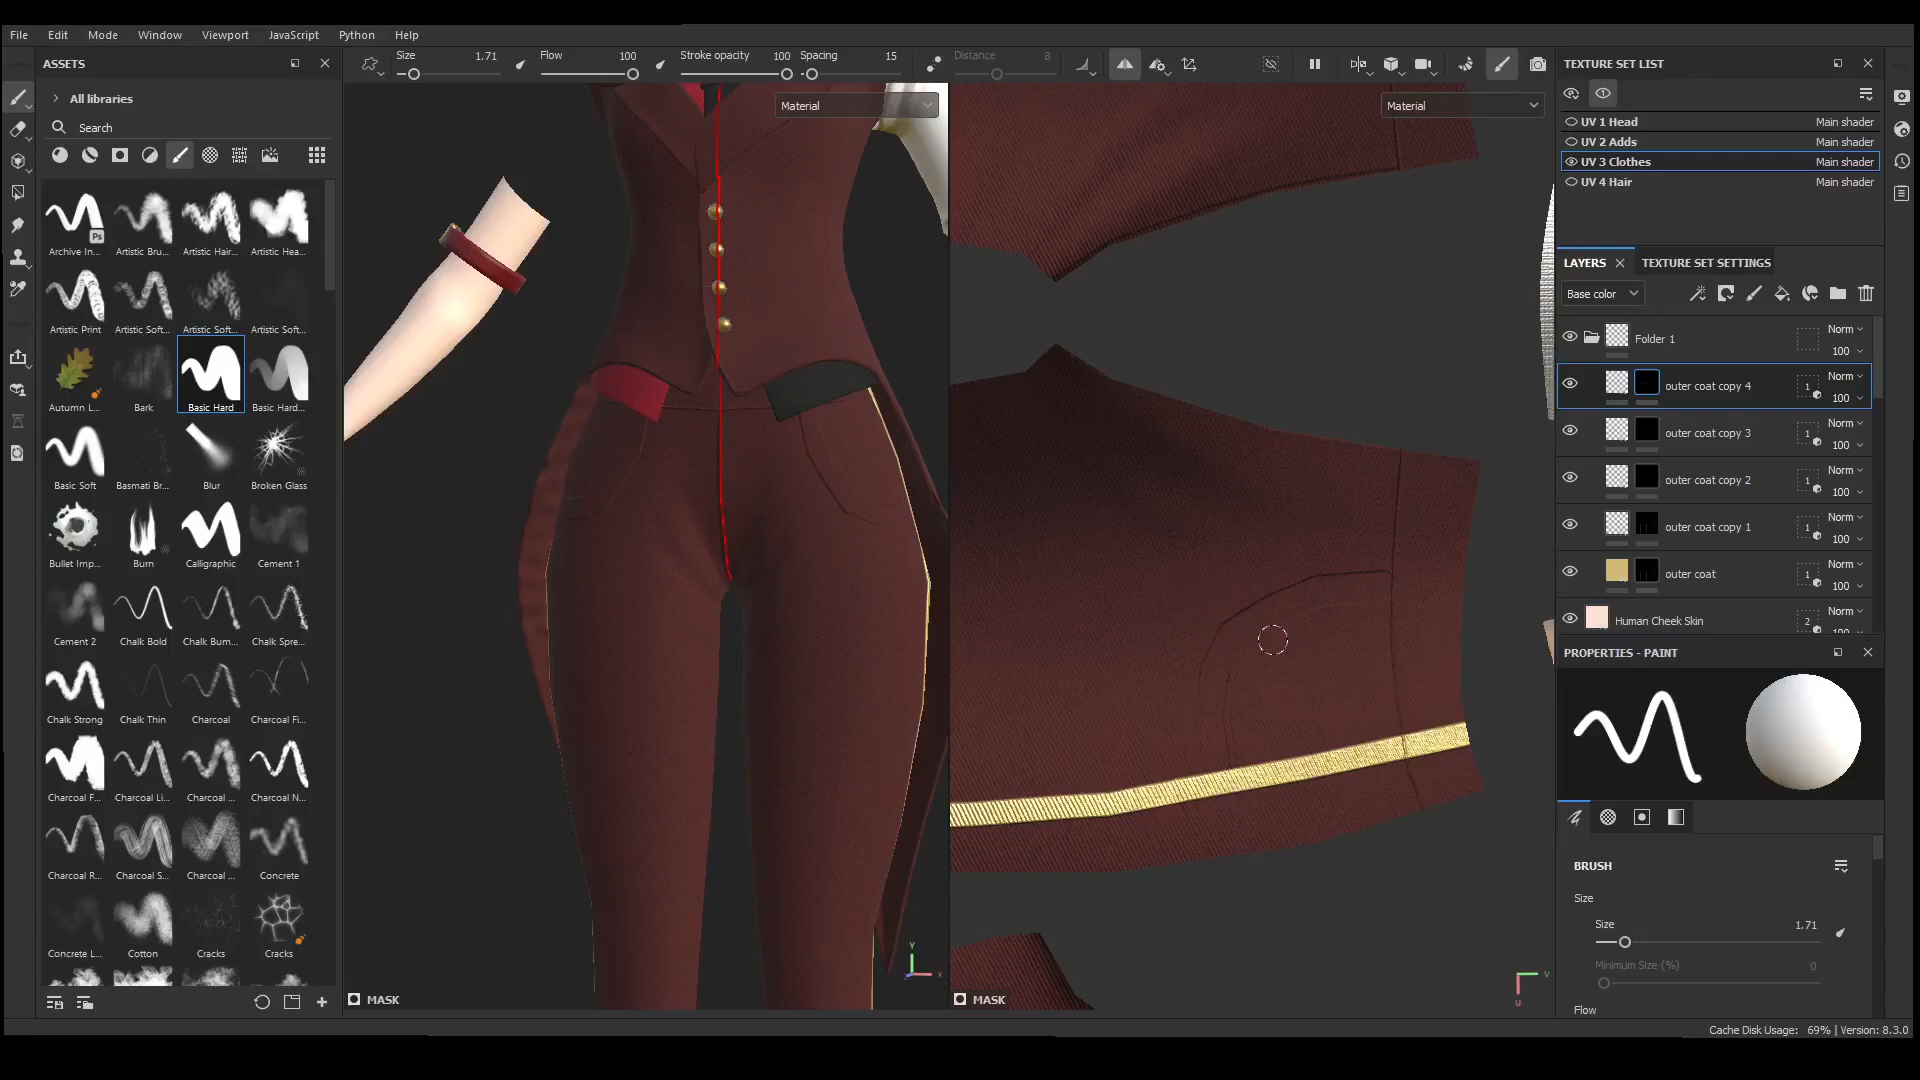 File Edit Mode Window Viewport JavaScript Python Help
ASSETS
Size 1.71 Flow 100 Stroke opacity 100 Spacing 15 Distance 8
All libraries
Search
Archive In... Artistic Bru... Artistic Hair... Artistic Hea...
Artistic Print Artistic Soft... Artistic Soft... Artistic Soft...
Autumn L... Bark Basic Hard Basic Hard...
Basic Soft Basmati Br... Blur Broken Glass
Bullet Imp... Burn Calligraphic Cement 1
Cement 2 Chalk Bold Chalk Bum... Chalk Spre...
Chalk Strong Chalk Thin Charcoal Charcoal Fi...
Charcoal F... Charcoal Li... Charcoal ... Charcoal N...
Charcoal R... Charcoal S... Charcoal ... Concrete
Concrete L... Cotton Cracks Cracks
Ps
Material
Material
Y
X
V
U
MASK
MASK
TEXTURE SET LIST
UV 1 Head Main shader
UV 2 Adds Main shader
UV 3 Clothes Main shader
UV 4 Hair Main shader
LAYERS TEXTURE SET SETTINGS
Base color
Folder 1 Norm 100
outer coat copy 4 1 Norm 100
outer coat copy 3 1 Norm 100
outer coat copy 2 1 Norm 100
outer coat copy 1 1 Norm 100
outer coat 1 Norm 100
Human Cheek Skin 2 Norm 100
PROPERTIES - PAINT
BRUSH
Size
Size 1.71
Minimum Size (%) 0
Flow
Cache Disk Usage: 69% | Version: 8.3.0